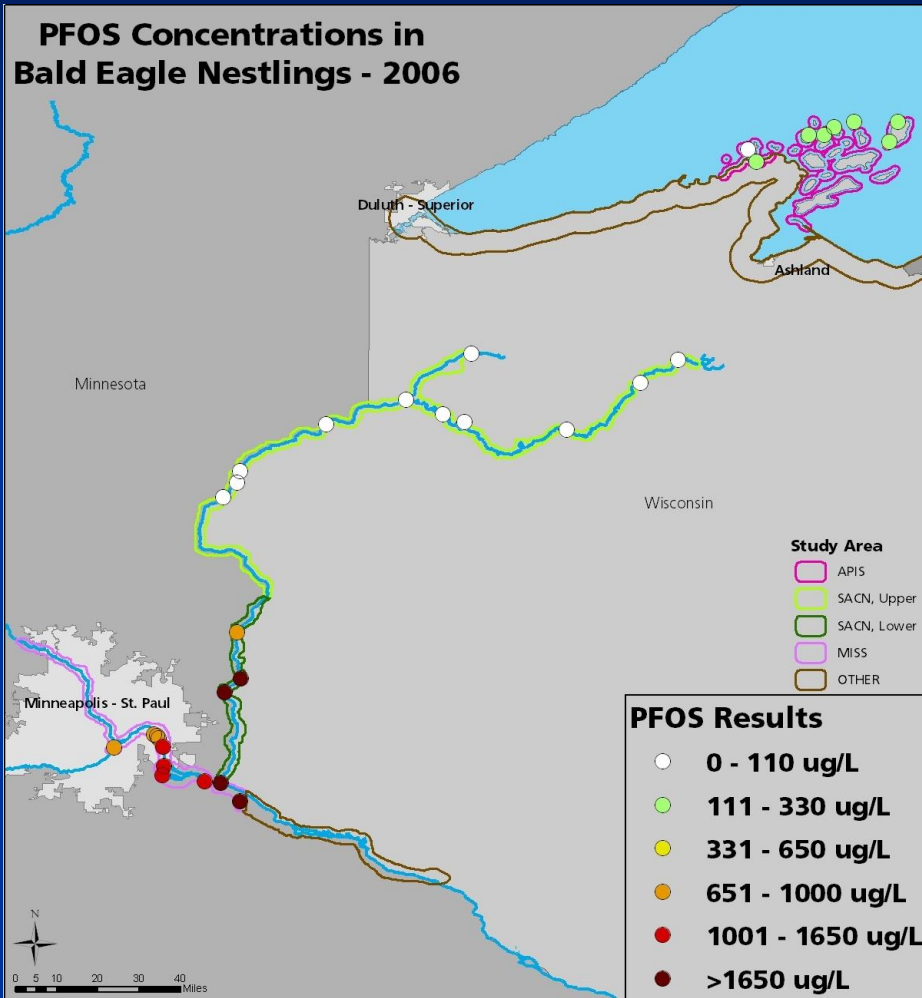 PFOS Concentrations in
Bald Eagle Nestlings - 2006
Duluth - Superior
Ashland
Minnesota
Wisconsin
Study Area
APIS
SACN, Upper
SACN, Lower
MISS
OTHER
Minneapolis - St. Paul
PFOS Results
0 - 110 ug/L
111 - 330 ug/L
331 - 650 ug/L
651 - 1000 ug/L
1001 - 1650 ug/L
>1650 ug/L
N
0 5 10 20 30 40
Miles